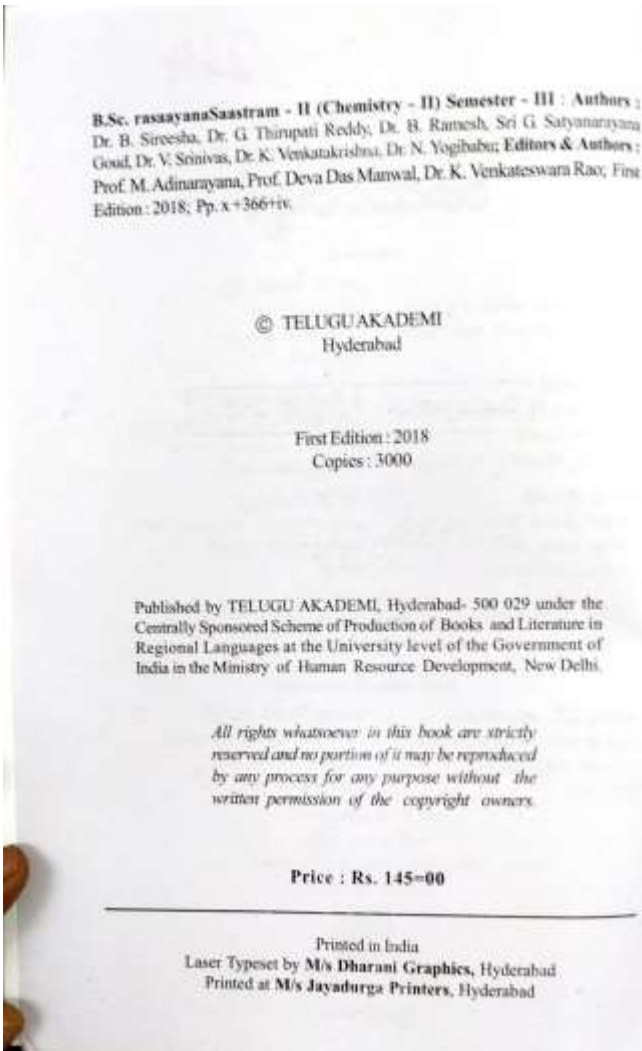 B.Sc. rasaayanaSaastram - II (Chemistry - II) Semester - III : Authors :
Dr. B. Sireesha, Dr. G. Thirupati Reddy, Dr. B. Ramesh, Sri G. Satyanarayana
Goud, Dr. V. Srinivas, Dr. K. Venkatakrishna, Dr. N. Yogibabu; Editors & Authors :
Prof. M. Adinarayana, Prof. Deva Das Manwal, Dr. K. Venkateswara Rao; First
Edition : 2018; Pp. x+366+iv.
© TELUGU AKADEMI
Hyderabad
First Edition : 2018
Copies : 3000
Published by TELUGU AKADEMI, Hyderabad- 500 029 under the
Centrally Sponsored Scheme of Production of Books and Literature in
Regional Languages at the University level of the Government of
India in the Ministry of Human Resource Development, New Delhi.
All rights whatsoever in this book are strictly
reserved and no portion of it may be reproduced
by any process for any purpose without the
written permission of the copyright owners.
Price : Rs. 145=00
Printed in India
Laser Typeset by M/s Dharani Graphics, Hyderabad
Printed at M/s Jayadurga Printers, Hyderabad